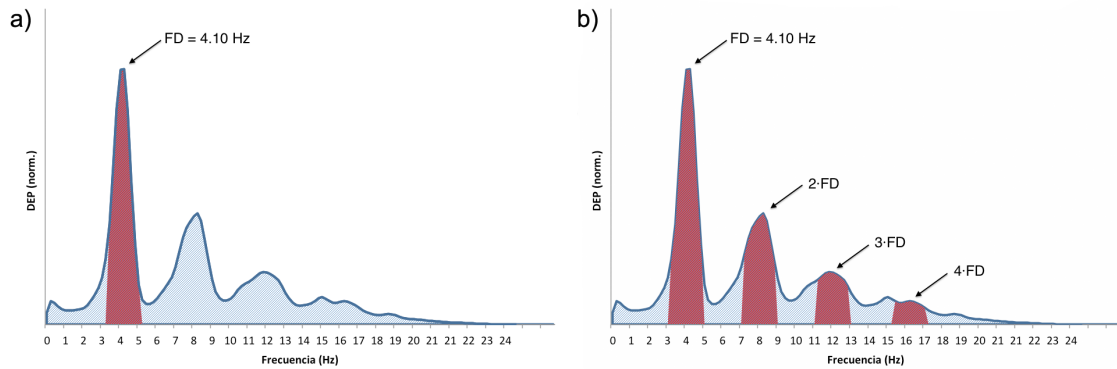 a)
FD = 4.10 Hz
DEP (norm.)
0 1 2 3 4 5 6 7 8 9 10 11 12 13 14 15 16 17 18 19 20 21 22 23 24
Frecuencia (Hz)
b)
FD = 4.10 Hz
2·FD
3·FD
4·FD
DEP (norm.)
0 1 2 3 4 5 6 7 8 9 10 11 12 13 14 15 16 17 18 19 20 21 22 23 24
Frecuencia (Hz)